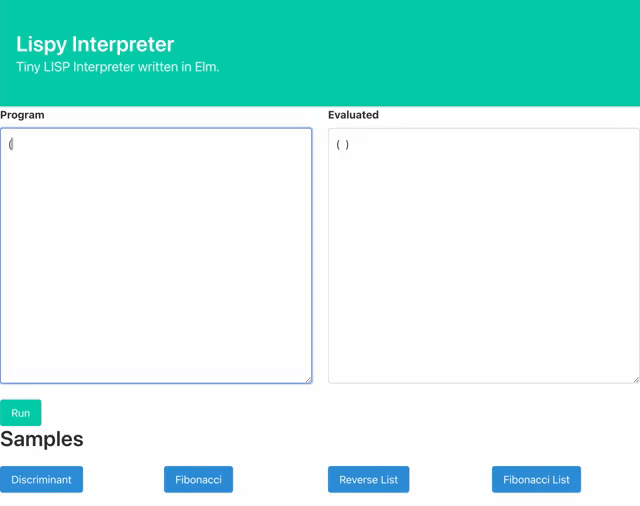 Lispy Interpreter
Tiny LISP Interpreter written in Elm.
Program
Evaluated
(
( )
Run
Samples
Discriminant
Fibonacci
Reverse List
Fibonacci List